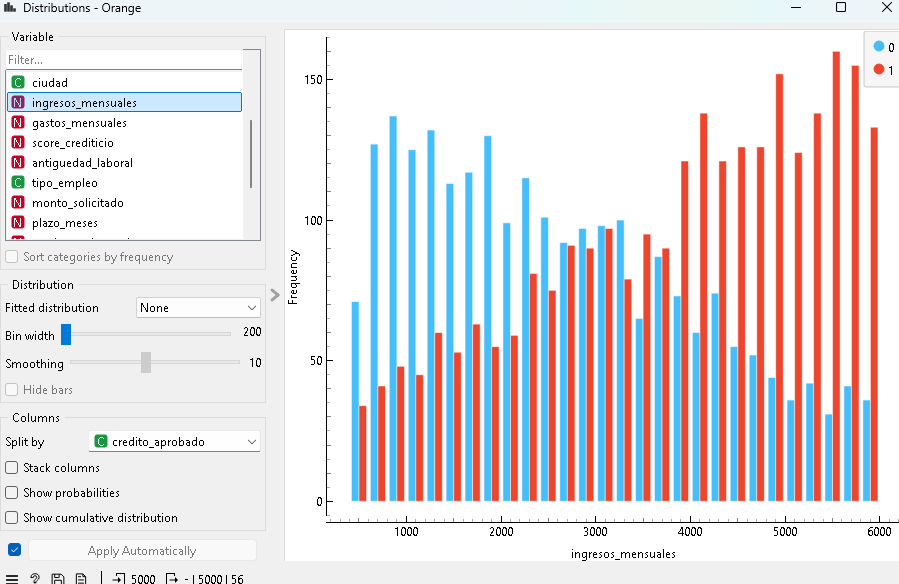 Distributions - Orange
Variable
Filter...
C ciudad
N ingresos_mensuales
N gastos_mensuales
N score_crediticio
N antiguedad_laboral
C tipo_empleo
N monto_solicitado
N plazo_meses
Sort categories by frequency
Distribution
Fitted distribution None
Bin width 200
Smoothing 10
Hide bars
Columns
Split by C credito_aprobado
Stack columns
Show probabilities
Show cumulative distribution
Apply Automatically
? 5000 - | 5000 | 56
0
1
Frequency
150
100
50
0
1000 2000 3000 4000 5000 6000
ingresos_mensuales